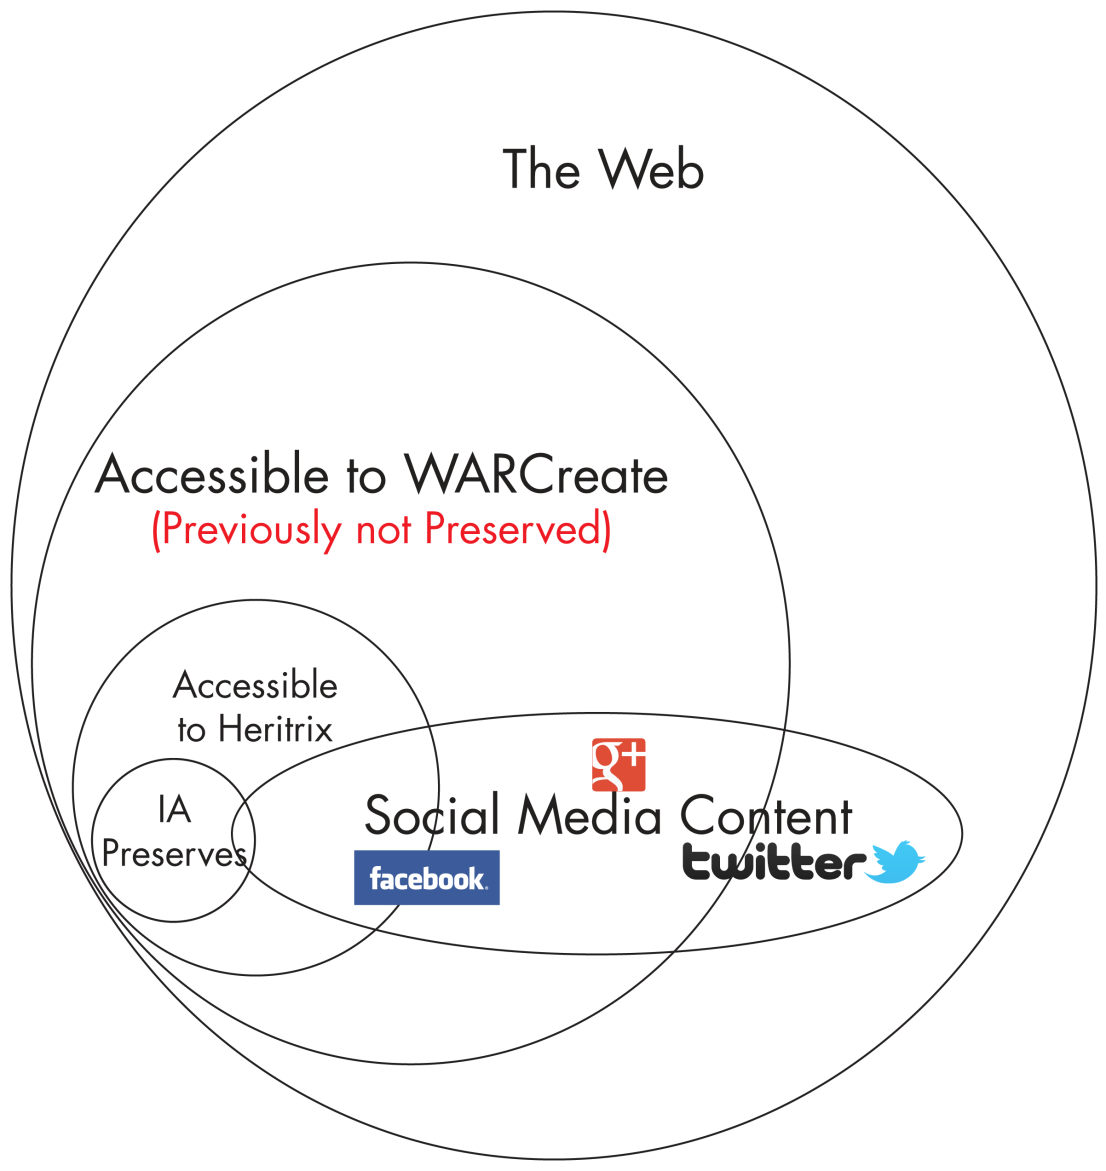 The Web
Accessible to WARCreate
(Previously not Preserved)
Accessible
to Heritrix
IA
Preserves
g+
Social Media Content
facebook.
twitter